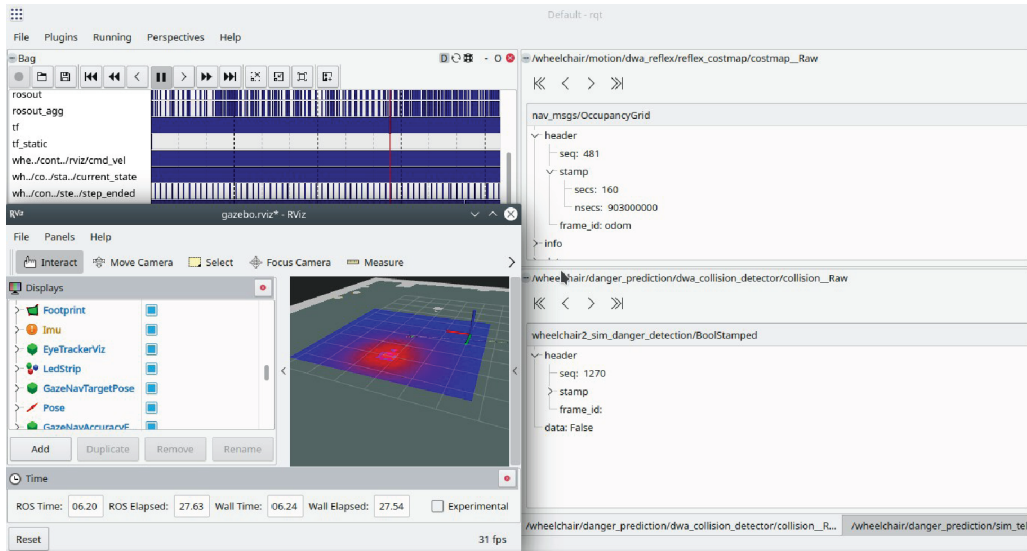 Default - rqt
File Plugins Running Perspectives Help
Bag
D
- O
rosout
rosout_agg
tf
tf_static
whe../cont../rviz/cmd_vel
wh../co../sta../current_state
wh../con../ste../step_ended
/wheelchair/motion/dwa_reflex/reflex_costmap/costmap__Raw
nav_msgs/OccupancyGrid
header
seq: 481
stamp
secs: 160
nsecs: 903000000
frame_id: odom
info
RViz
gazebo.rviz* - RViz
File Panels Help
Interact Move Camera Select Focus Camera Measure
Displays
Footprint
Imu
EyeTrackerViz
LedStrip
GazeNavTargetPose
Pose
GazeNavAccuracyF
Add Duplicate Remove Rename
Time
ROS Time: 06.20 ROS Elapsed: 27.63 Wall Time: 06.24 Wall Elapsed: 27.54 Experimental
Reset
31 fps
/wheelchair/danger_prediction/dwa_collision_detector/collision__Raw
wheelchair2_sim_danger_detection/BoolStamped
header
seq: 1270
stamp
frame_id:
data: False
/wheelchair/danger_prediction/dwa_collision_detector/collision__R... /wheelchair/danger_prediction/sim_tel